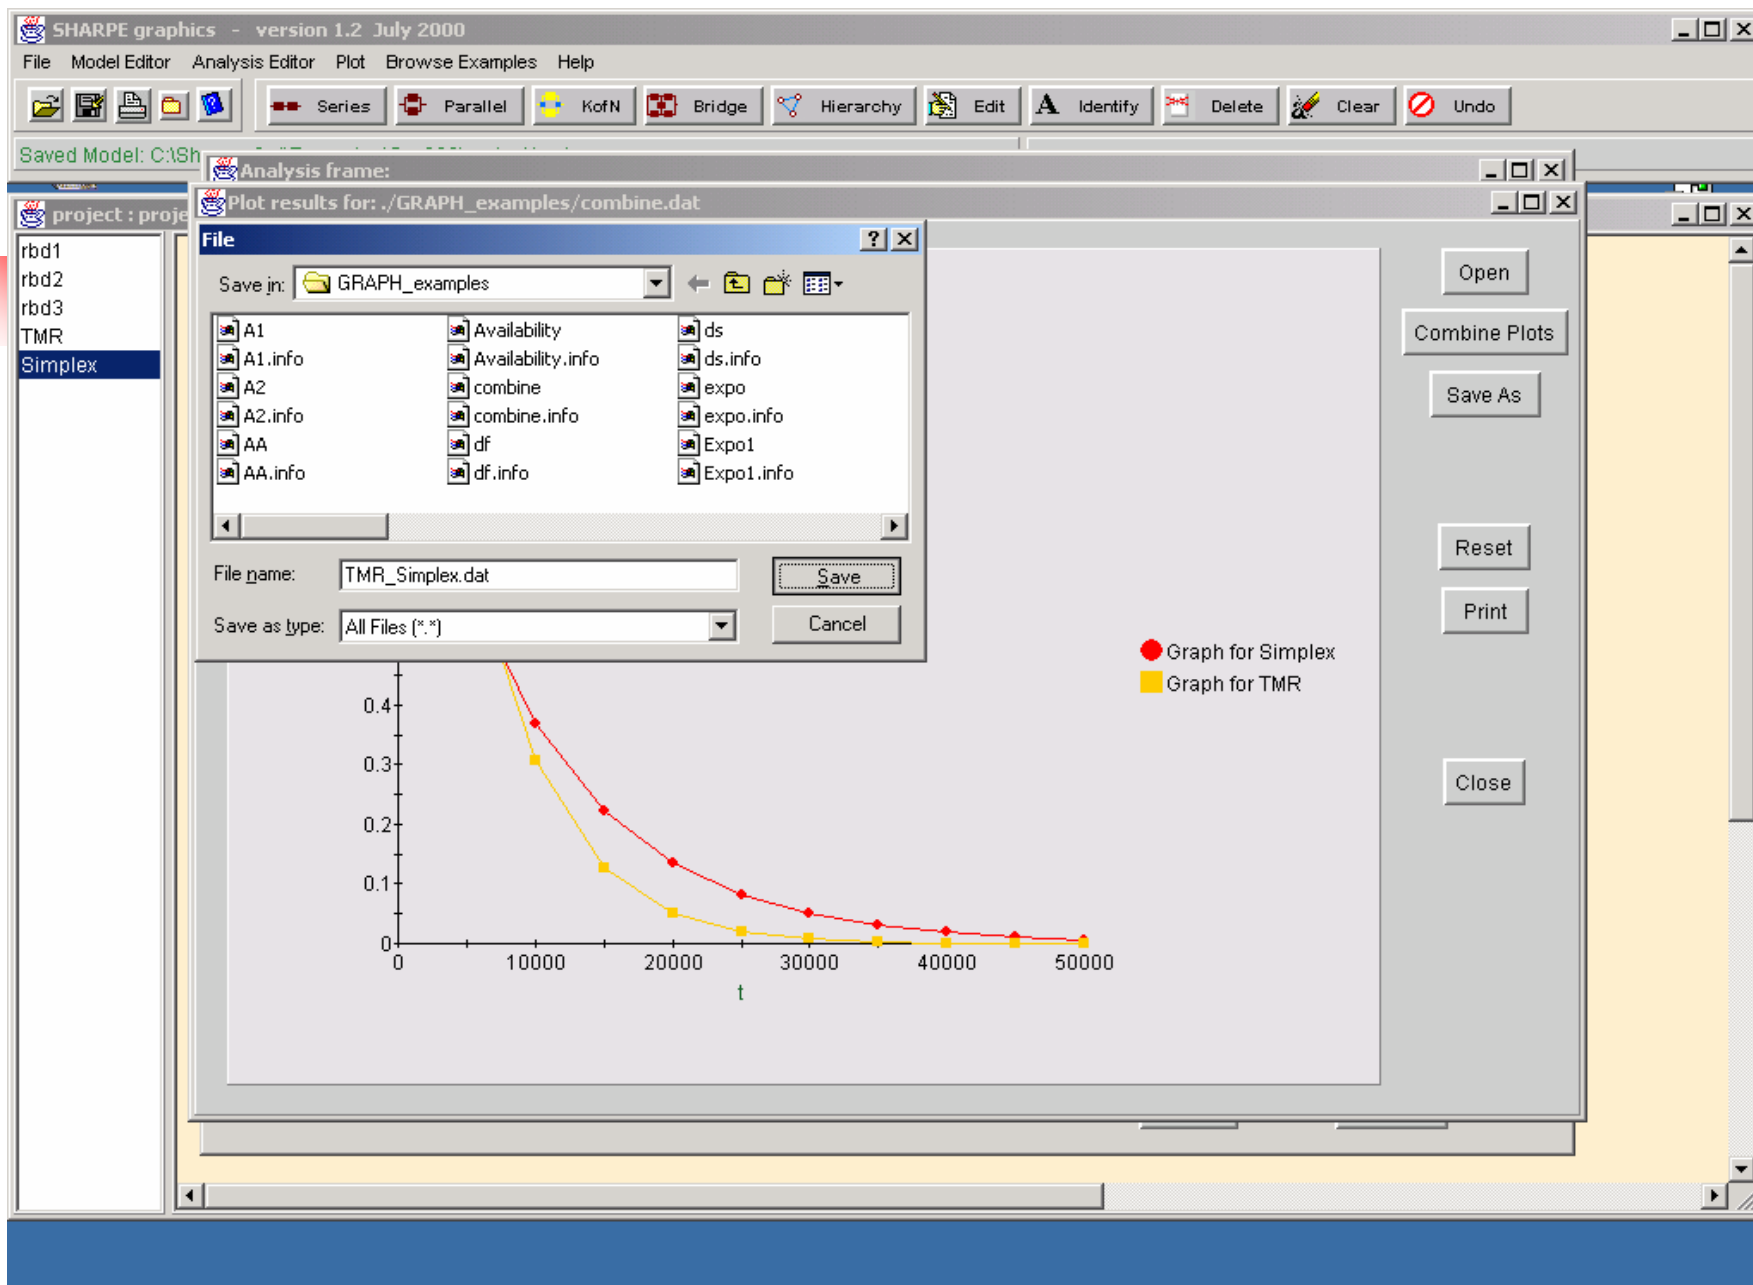 SHARPE graphics - version 1.2 July 2000
File Model Editor Analysis Editor Plot Browse Examples Help
Series Parallel KofN Bridge Hierarchy Edit A Identify Delete Clear Undo
Saved Model: C:\Sh
Analysis frame:
Plot results for: ./GRAPH_examples/combine.dat
project : proje
rbd1
rbd2
rbd3
TMR
Simplex
File
Save in: GRAPH_examples
A1 Availability ds
A1.info Availability.info ds.info
A2 combine expo
A2.info combine.info expo.info
AA df Expo1
AA.info df.info Expo1.info
File name: TMR_Simplex.dat Save
Save as type: All Files (*.*) Cancel
Open
Combine Plots
Save As
Reset
Print
Close
Graph for Simplex
Graph for TMR
0.4
0.3
0.2
0.1
0
0 10000 20000 30000 40000 50000
t